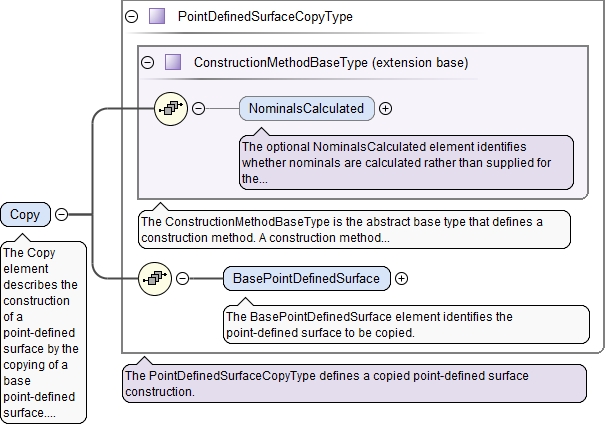 PointDefinedSurfaceCopyType
ConstructionMethodBaseType (extension base)
NominalsCalculated
The optional NominalsCalculated element identifies
whether nominals are calculated rather than supplied for
the...
The ConstructionMethodBaseType is the abstract base type that defines a
construction method. A construction method...
Copy
The Copy
element
describes the
construction
of a
point-defined
surface by the
copying of a
base
point-defined
surface....
BasePointDefinedSurface
The BasePointDefinedSurface element identifies the
point-defined surface to be copied.
The PointDefinedSurfaceCopyType defines a copied point-defined surface
construction.